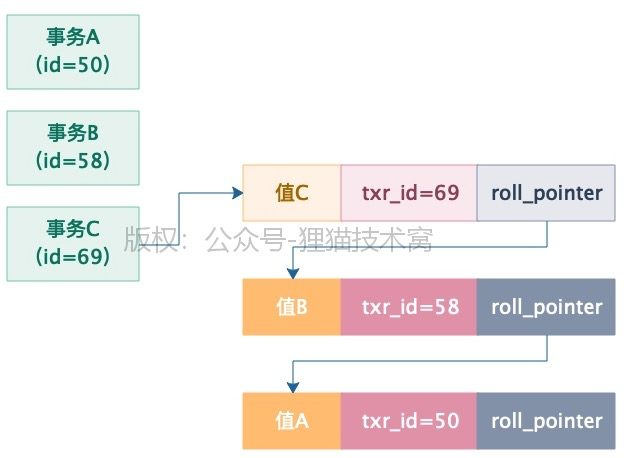 事务A
(id=50)
事务B
(id=58)
事务C
(id=69)
值C txr_id=69 roll_pointer
版权：公众号-狸猫技术窝
值B txr_id=58 roll_pointer
值A txr_id=50 roll_pointer